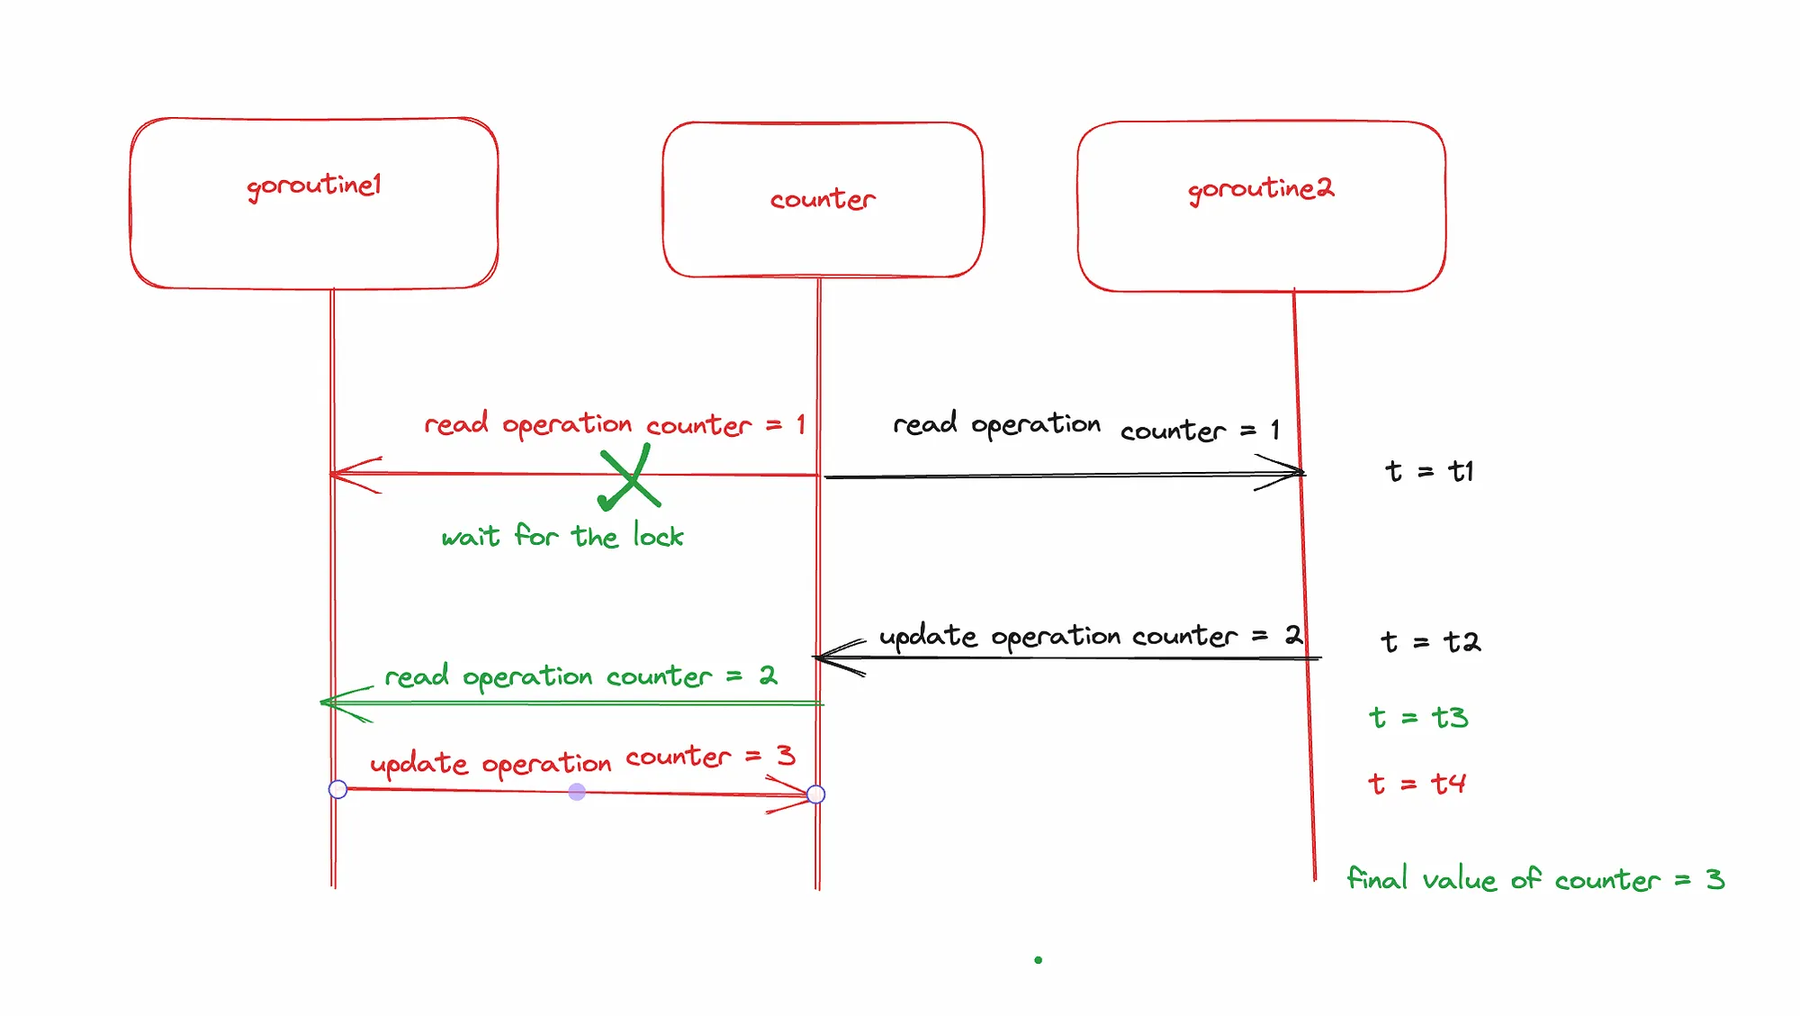 goroutine1
counter
goroutine2
read operation counter = 1
read operation counter = 1
t = t1
wait for the lock
update operation counter = 2
t = t2
read operation counter = 2
t = t3
update operation counter = 3
t = t4
final value of counter = 3